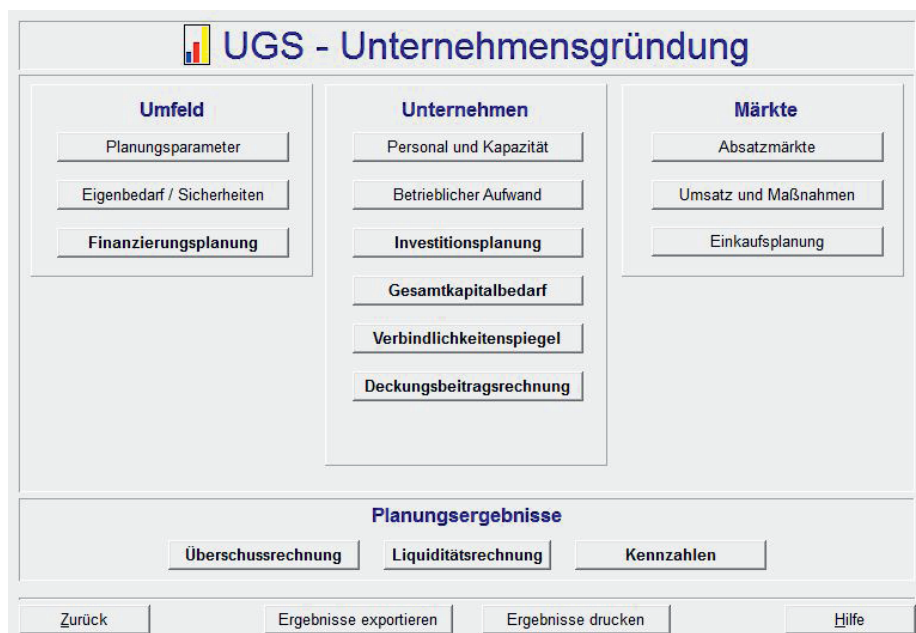 UGS - Unternehmensgründung
Umfeld
Planungsparameter
Eigenbedarf / Sicherheiten
Finanzierungsplanung
Unternehmen
Personal und Kapazität
Betrieblicher Aufwand
Investitionsplanung
Gesamtkapitalbedarf
Verbindlichkeitenspiegel
Deckungsbeitragsrechnung
Märkte
Absatzmärkte
Umsatz und Maßnahmen
Einkaufsplanung
Planungsergebnisse
Überschussrechnung Liquiditätsrechnung Kennzahlen
Zurück Ergebnisse exportieren Ergebnisse drucken Hilfe